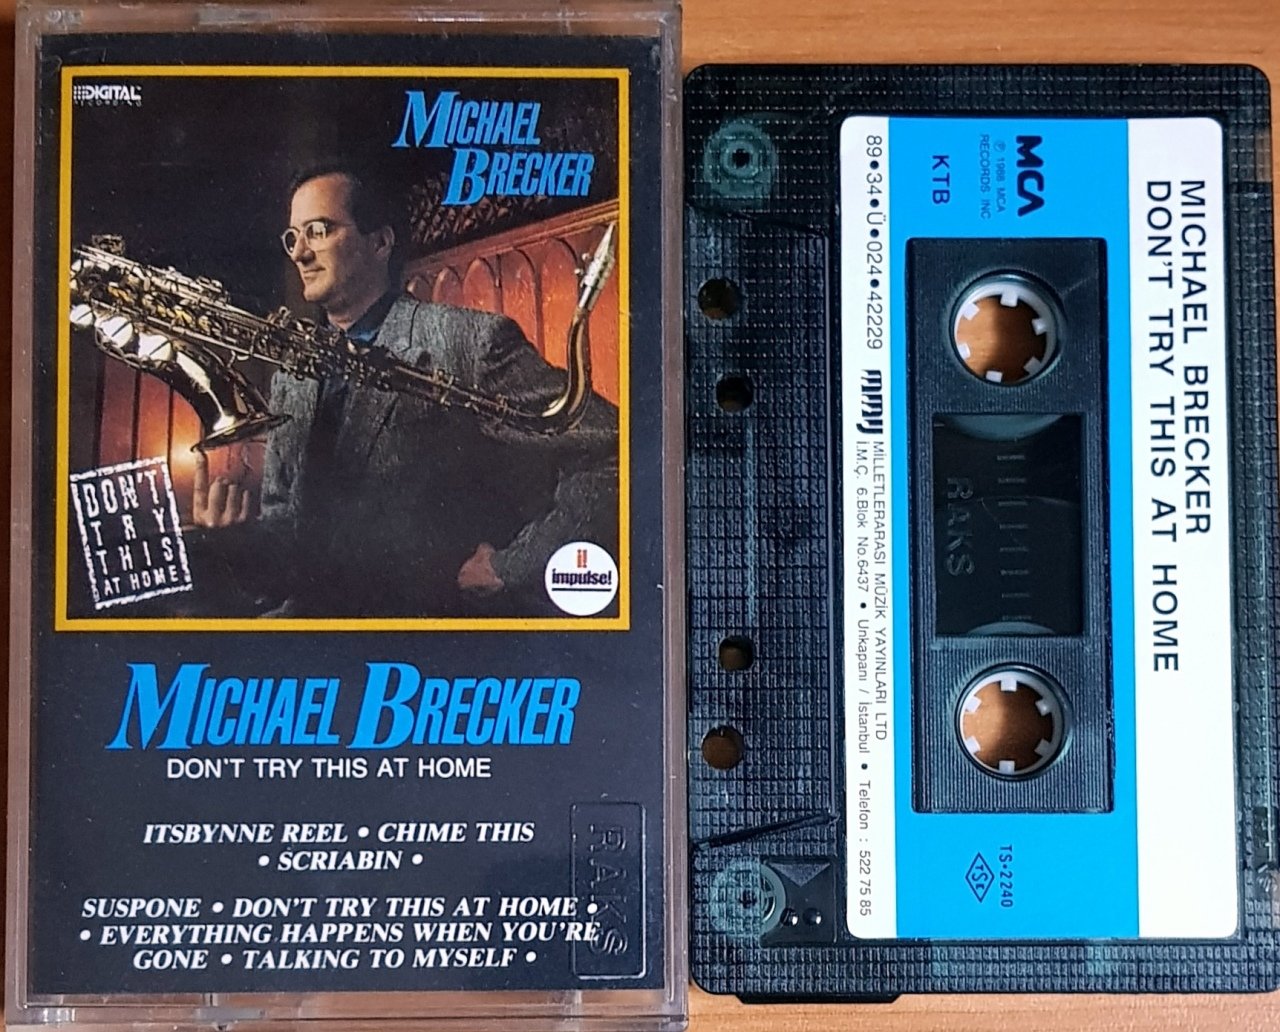 DIGITAL
RECORDING
MICHAEL
BRECKER
DON'T
TRY
THIS
AT HOME
i!
impulse!
MICHAEL BRECKER
DON'T TRY THIS AT HOME
ITSBYNNE REEL • CHIME THIS
• SCRIABIN •
SUSPONE • DON'T TRY THIS AT HOME •
• EVERYTHING HAPPENS WHEN YOU'RE
GONE • TALKING TO MYSELF •
RAKS
MICHAEL BRECKER
DON'T TRY THIS AT HOME
MCA
℗ 1988 MCA
RECORDS INC
KTB
RAKS
TS•2240
TSE
89•34•Ü•024•42229
mmy MİLLETLERARASI MÜZİK YAYINLARI LTD
İ.M.Ç. 6.Blok No.6437 • Unkapanı / İstanbul • Telefon : 522 75 85